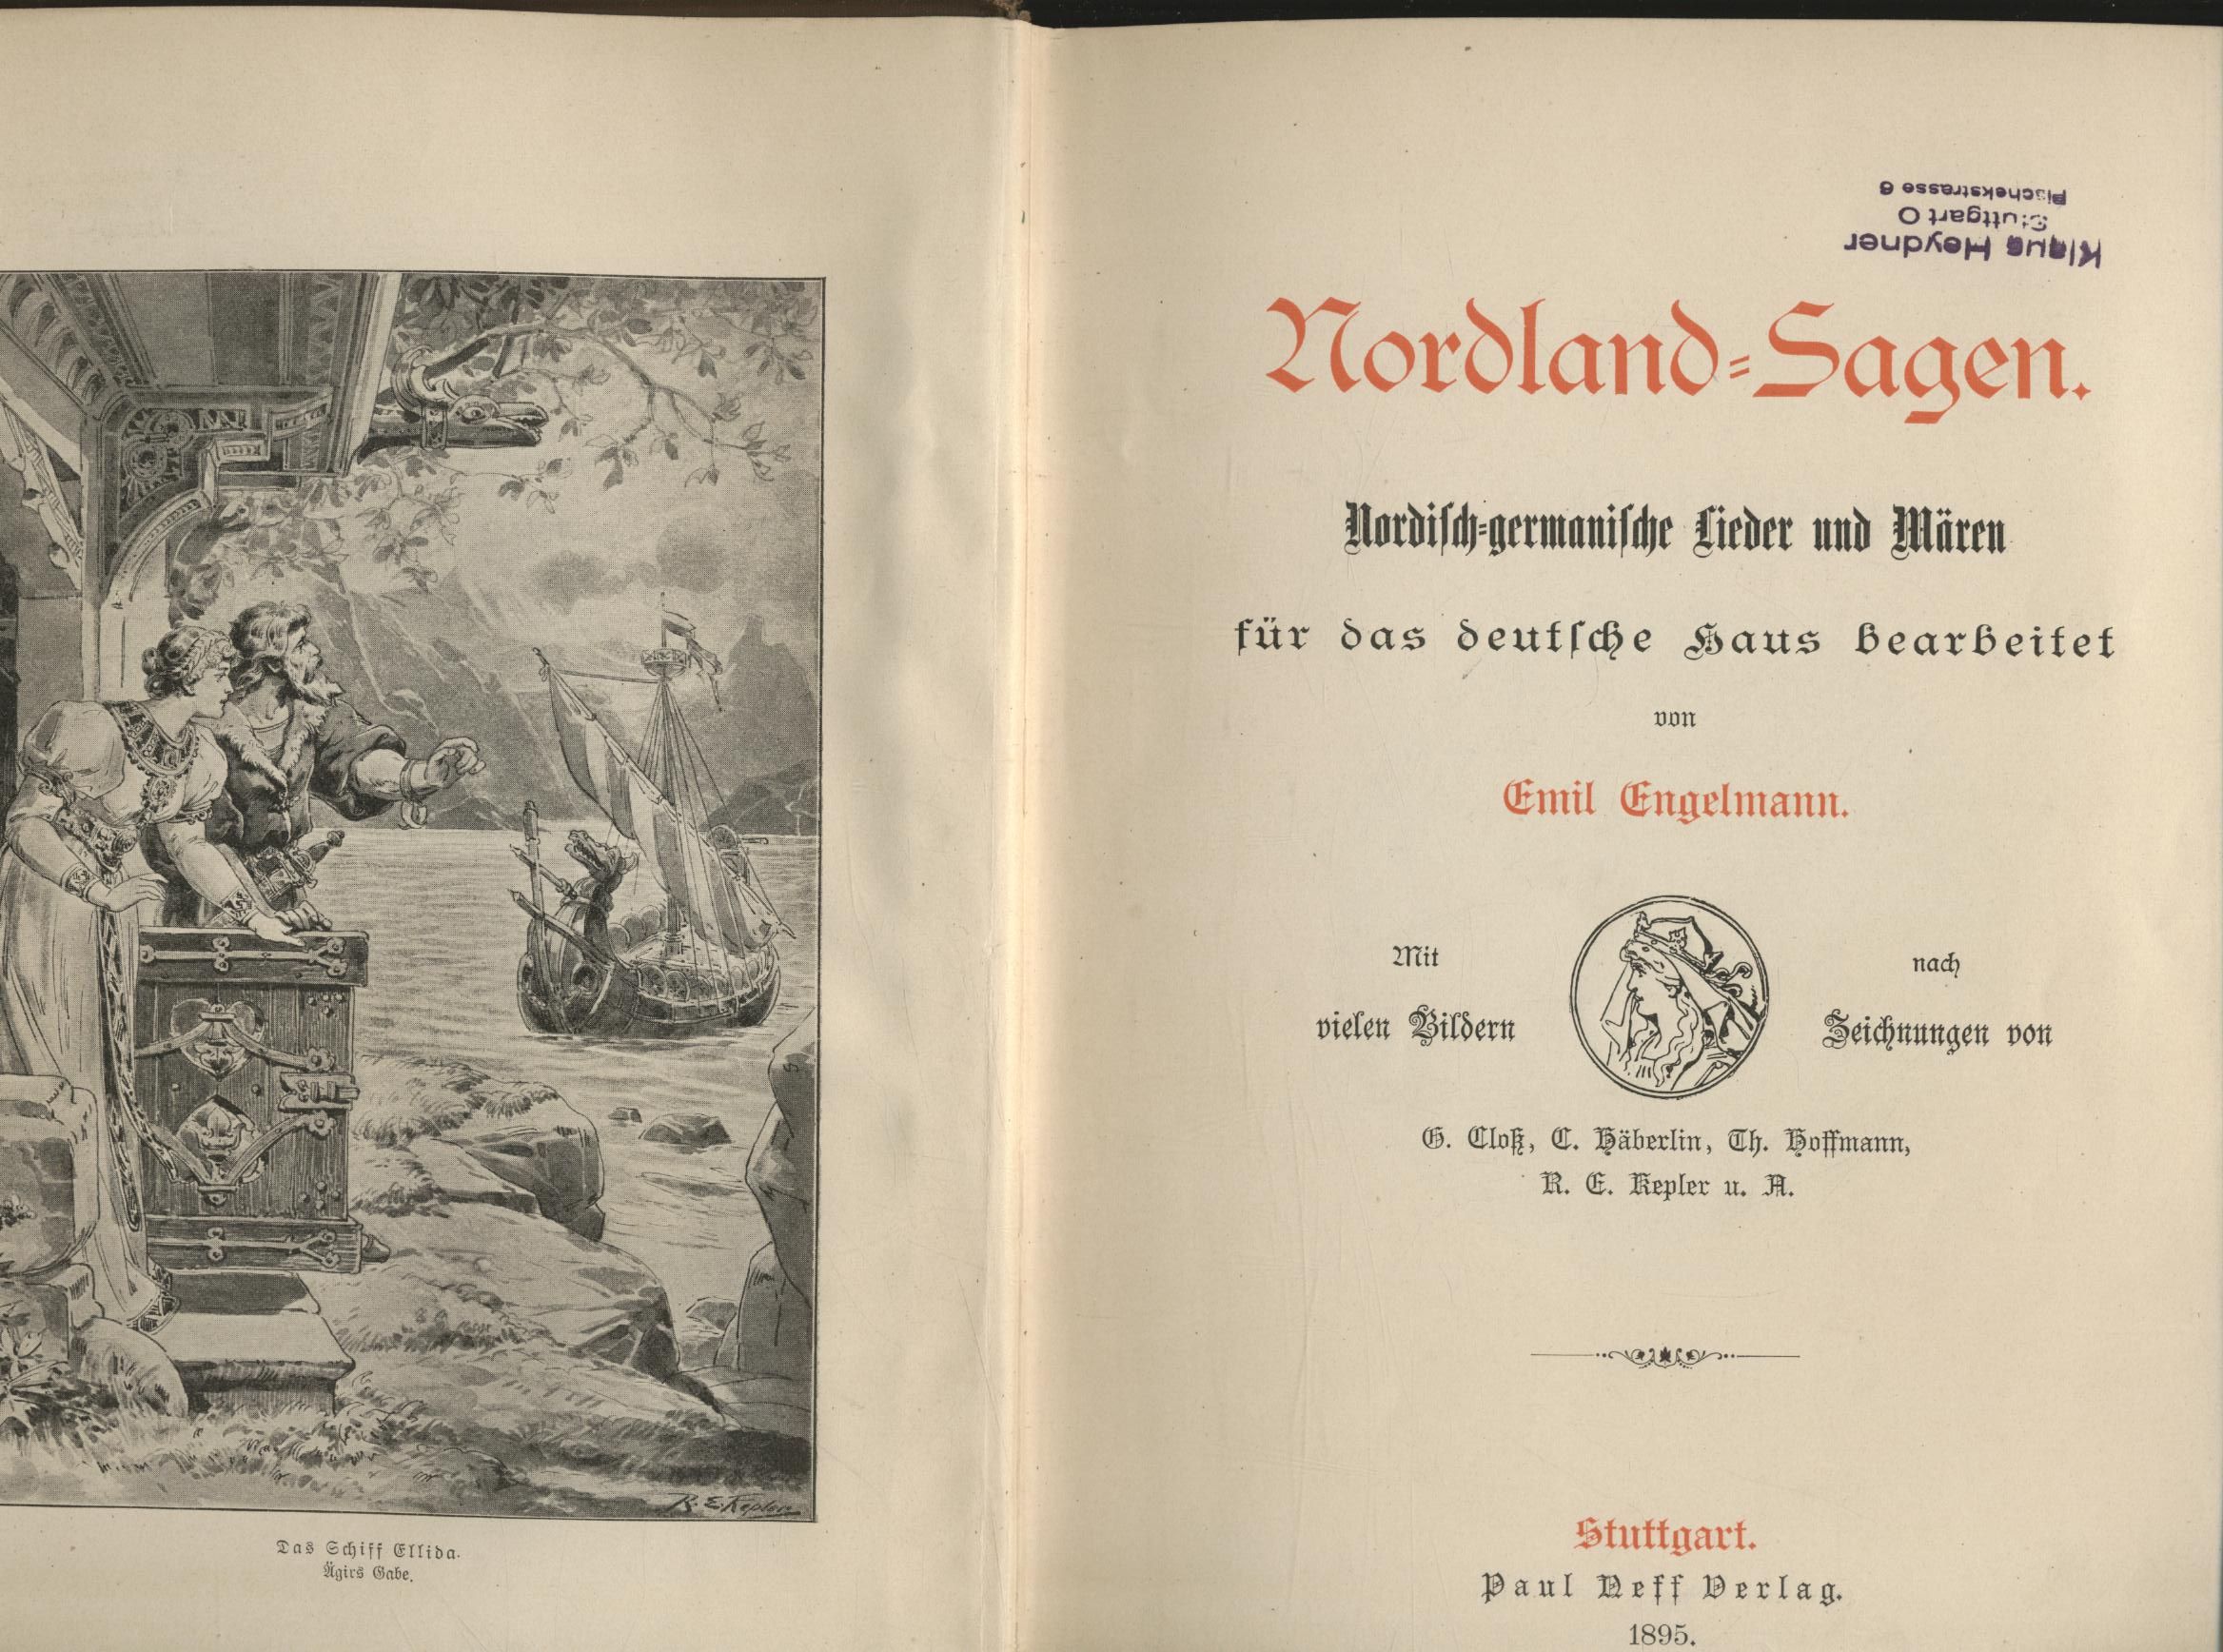 R. E. Kepler
Das Schiff Ellida.
Ägirs Gabe.
Klaus Heydner
Stuttgart O
Pischekstrasse 6
Nordland-Sagen.
Nordisch-germanische Lieder und Mären
für das deutsche Haus bearbeitet
von
Emil Engelmann.
Mit
vielen Bildern
nach
Zeichnungen von
G. Cloß, C. Häberlin, Th. Hoffmann,
R. E. Kepler u. A.
Stuttgart.
Paul Neff Verlag.
1895.